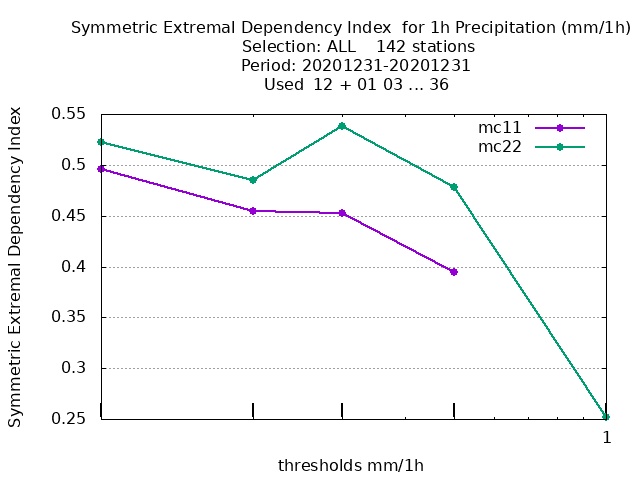 Symmetric Extremal Dependency Index  for 1h Precipitation (mm/1h)
Selection: ALL    142 stations
Period: 20201231-20201231
Used  12 + 01 03 ... 36
mc11
mc22
0.55
0.5
0.45
0.4
0.35
0.3
0.25
Symmetric Extremal Dependency Index
1
thresholds mm/1h